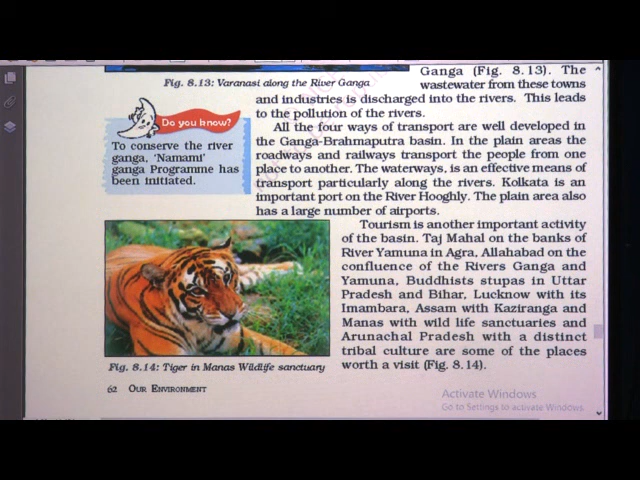 Ganga (Fig. 8.13). The
Fig. 8.13: Varanasi along the River Ganga
wastewater from these towns
and industries is discharged into the rivers. This leads
to the pollution of the rivers.
Do you know?
To conserve the river
ganga, 'Namami'
ganga Programme has
been initiated.
All the four ways of transport are well developed in
the Ganga-Brahmaputra basin. In the plain areas the
roadways and railways transport the people from one
place to another. The waterways, is an effective means of
transport particularly along the rivers. Kolkata is an
important port on the River Hooghly. The plain area also
has a large number of airports.
Tourism is another important activity
of the basin. Taj Mahal on the banks of
River Yamuna in Agra, Allahabad on the
confluence of the Rivers Ganga and
Yamuna, Buddhists stupas in Uttar
Pradesh and Bihar, Lucknow with its
Imambara, Assam with Kaziranga and
Manas with wild life sanctuaries and
Arunachal Pradesh with a distinct
tribal culture are some of the places
worth a visit (Fig. 8.14).
Fig. 8.14: Tiger in Manas Wildlife sanctuary
62 OUR ENVIRONMENT
Activate Windows
Go to Settings to activate Windows.